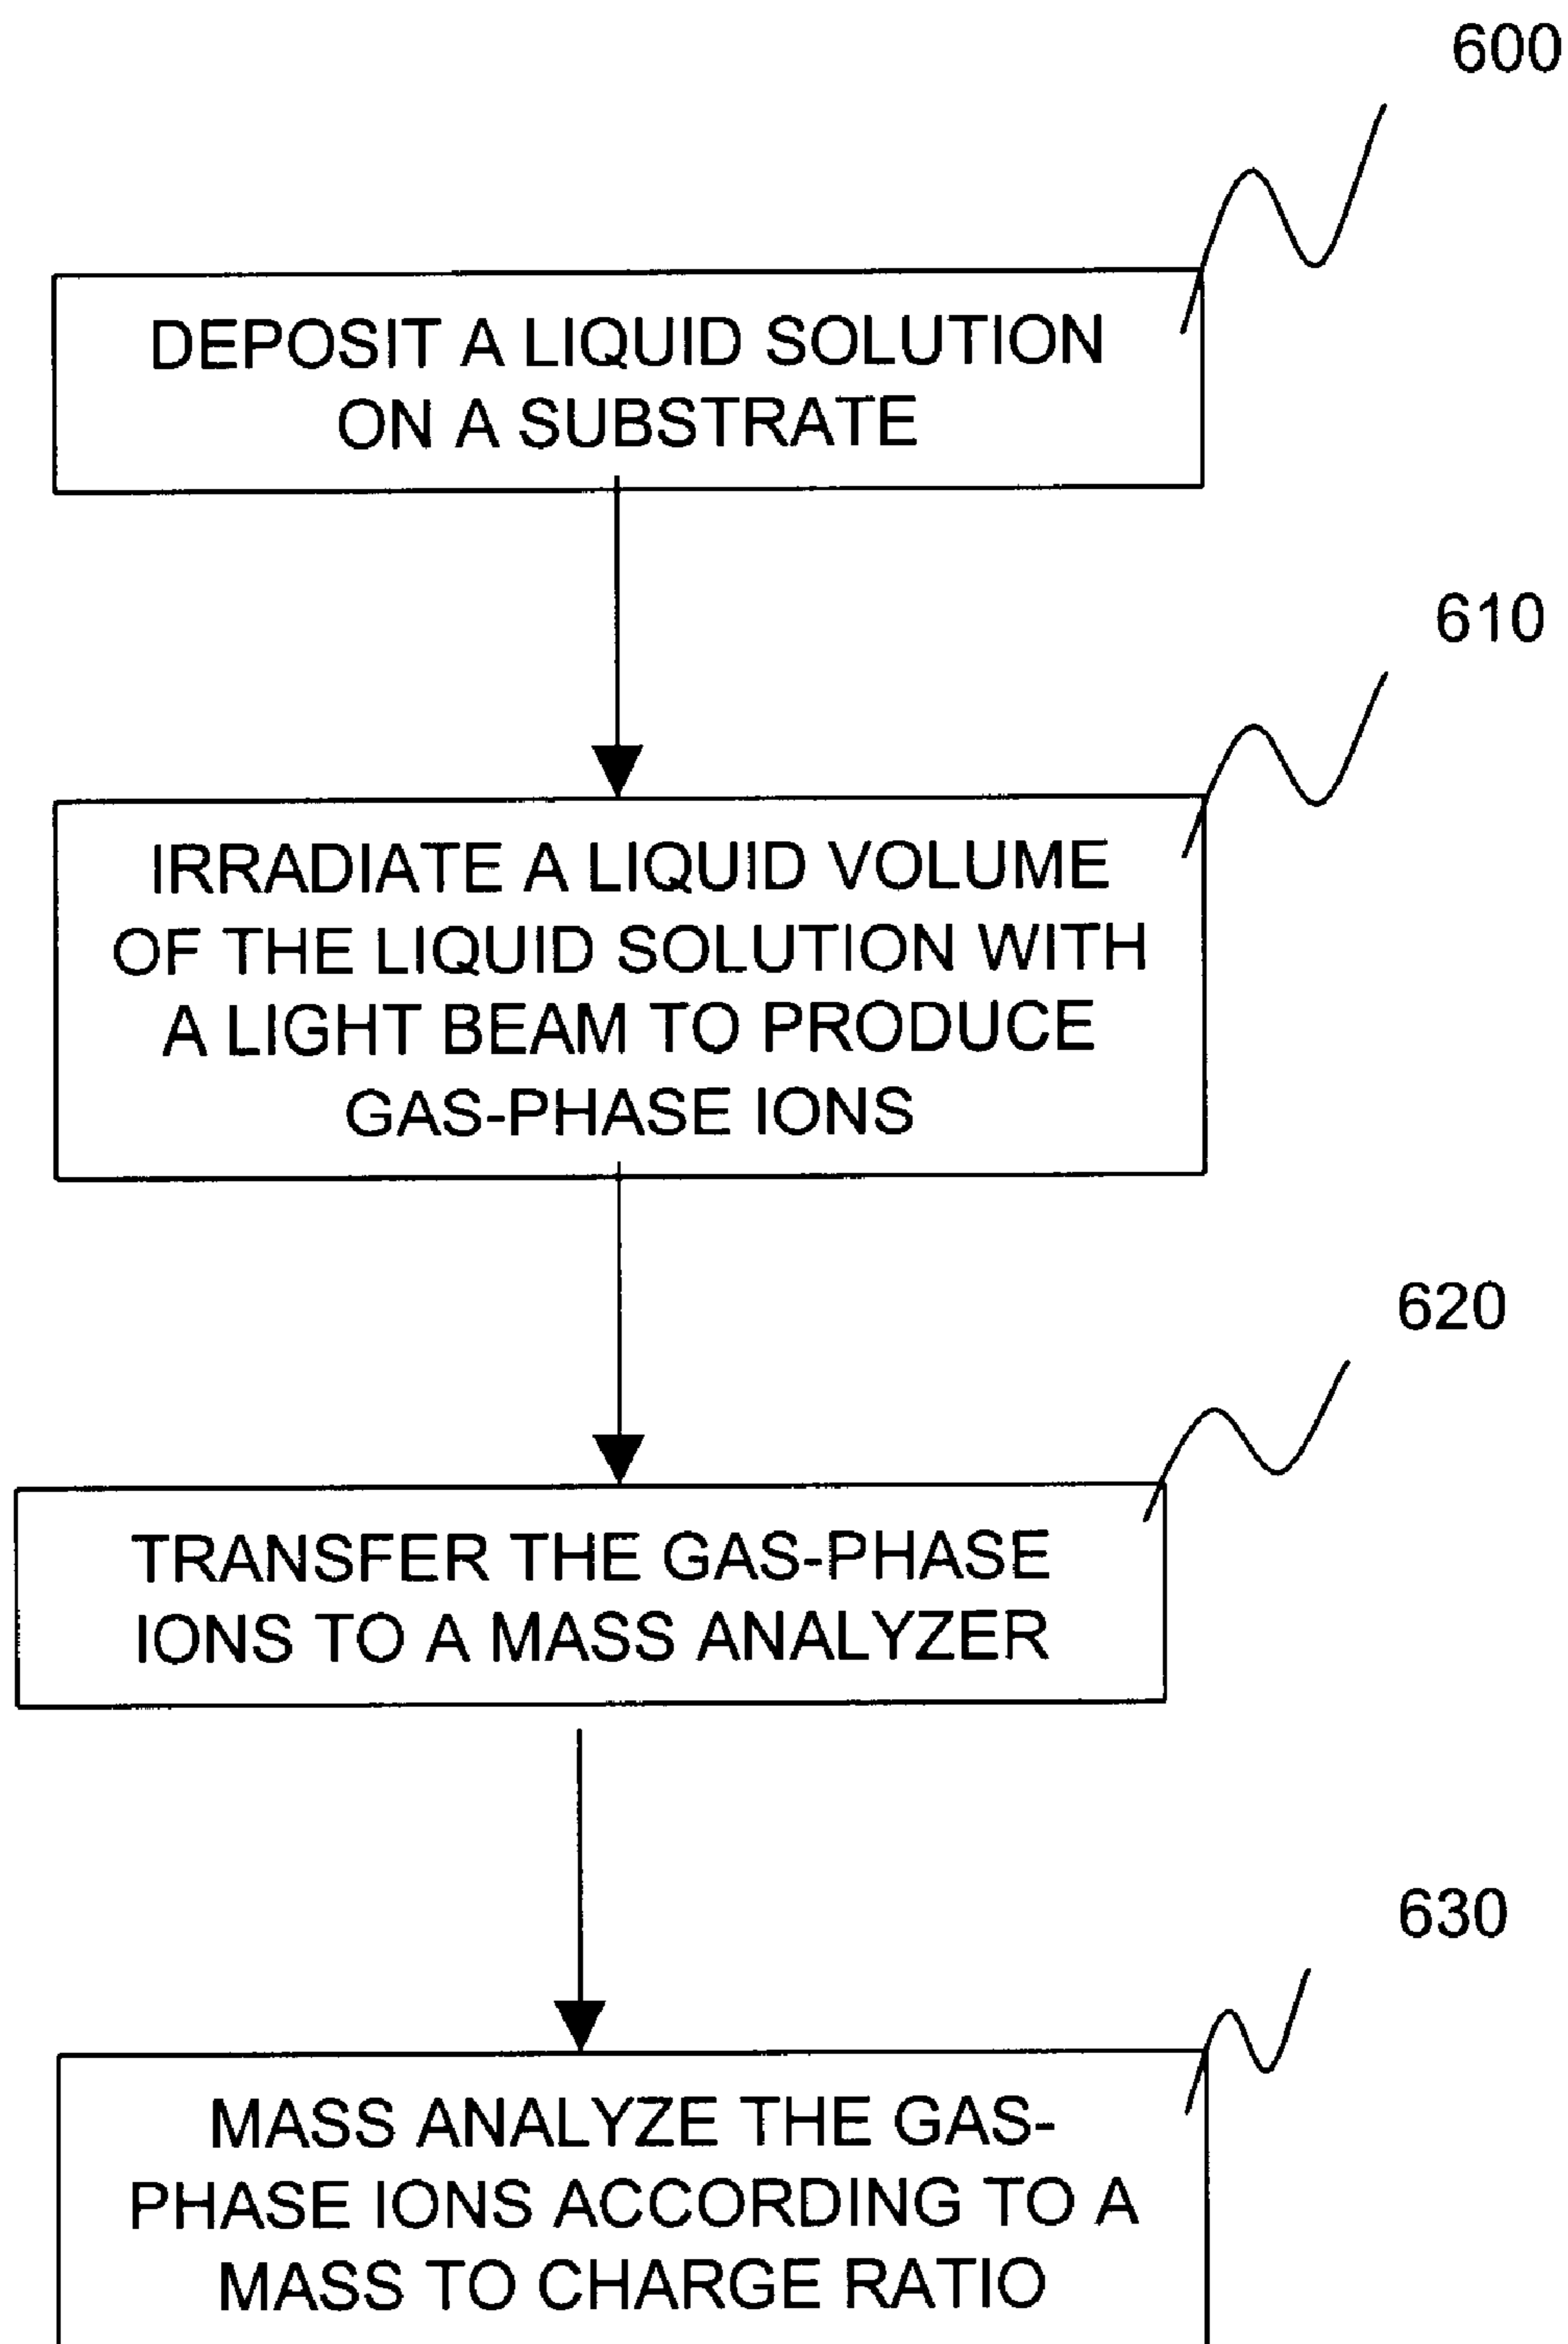 600
DEPOSIT A LIQUID SOLUTION
ON A SUBSTRATE
610
IRRADIATE A LIQUID VOLUME
OF THE LIQUID SOLUTION WITH
A LIGHT BEAM TO PRODUCE
GAS-PHASE IONS
620
TRANSFER THE GAS-PHASE
IONS TO A MASS ANALYZER
630
MASS ANALYZE THE GAS-
PHASE IONS ACCORDING TO A
MASS TO CHARGE RATIO